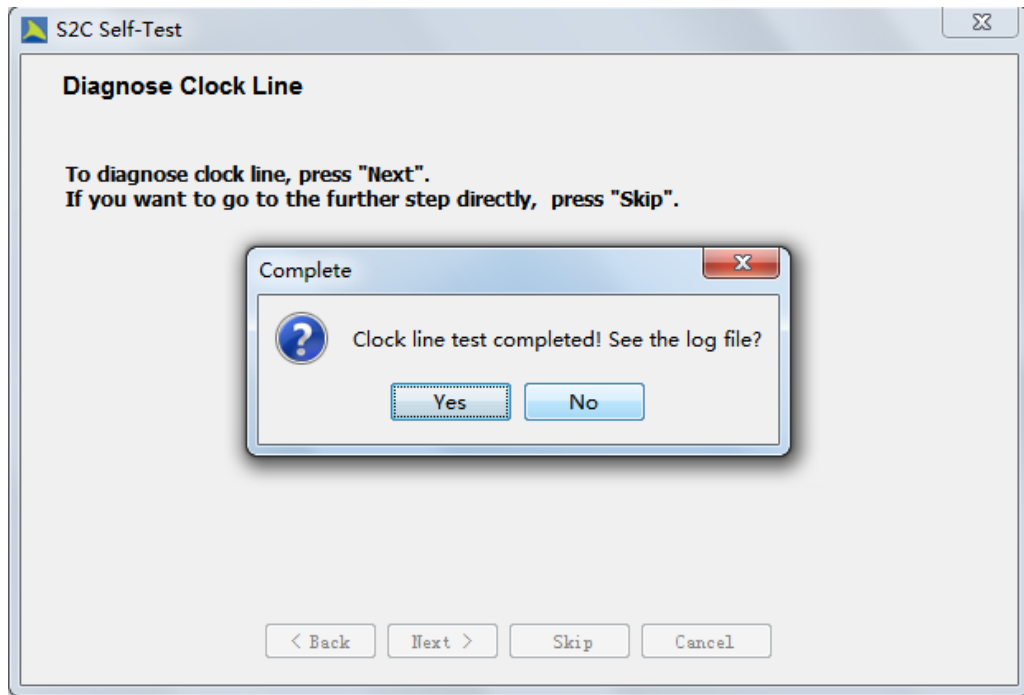 S2C Self-Test
Diagnose Clock Line
To diagnose clock line, press "Next".
If you want to go to the further step directly,  press "Skip".
Complete
Clock line test completed! See the log file?
Yes
No
< Back
Next >
Skip
Cancel